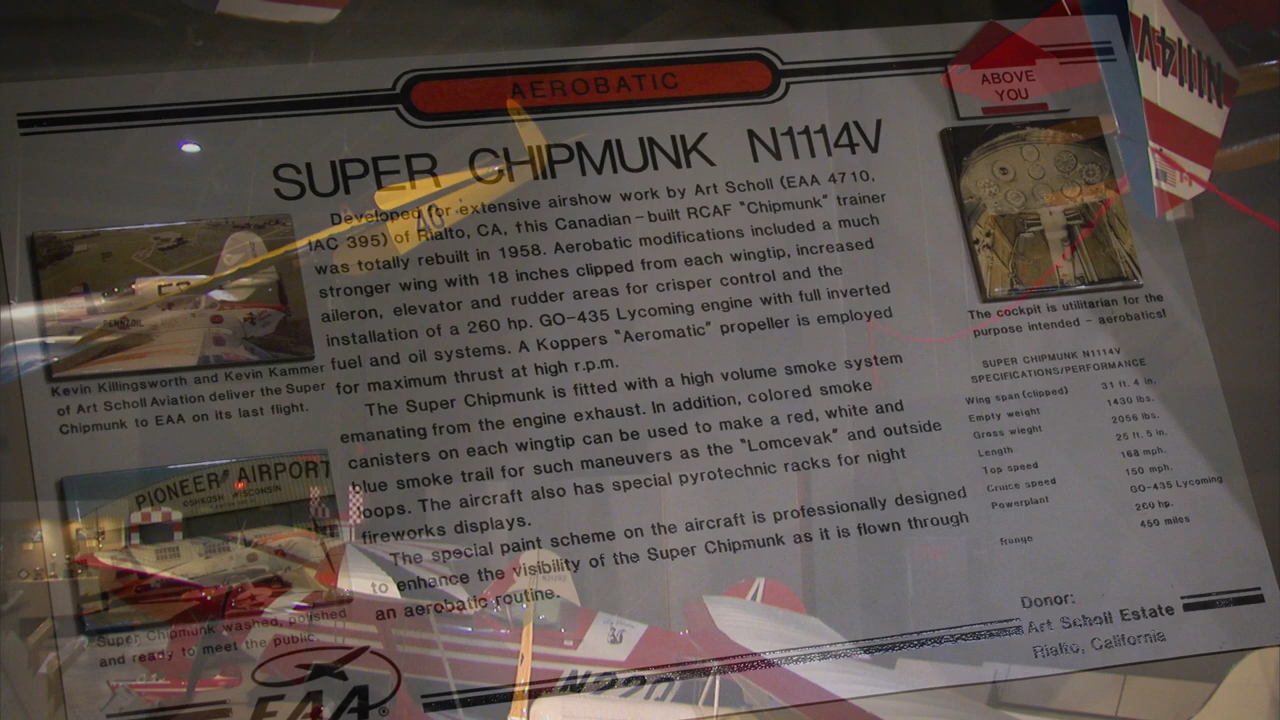 AEROBATIC
ABOVE
YOU
N1114V
SUPER CHIPMUNK N1114V
Developed for extensive airshow work by Art Scholl (EAA 4710,
IAC 395) of Rialto, CA, this Canadian-built RCAF "Chipmunk" trainer
was totally rebuilt in 1958. Aerobatic modifications included a much
stronger wing with 18 inches clipped from each wingtip, increased
aileron, elevator and rudder areas for crisper control and the
installation of a 260 hp. GO-435 Lycoming engine with full inverted
fuel and oil systems. A Koppers "Aeromatic" propeller is employed
for maximum thrust at high r.p.m.
The Super Chipmunk is fitted with a high volume smoke system
emanating from the engine exhaust. In addition, colored smoke
canisters on each wingtip can be used to make a red, white and
blue smoke trail for such maneuvers as the "Lomcevak" and outside
loops. The aircraft also has special pyrotechnic racks for night
fireworks displays.
The special paint scheme on the aircraft is professionally designed
to enhance the visibility of the Super Chipmunk as it is flown through
an aerobatic routine.
PENNZOIL
Kevin Killingsworth and Kevin Kammer
of Art Scholl Aviation deliver the Super
Chipmunk to EAA on its last flight.
PIONEER AIRPORT
OSHKOSH WISCONSIN
Super Chipmunk washed, polished
and ready to meet the public.
The cockpit is utilitarian for the
purpose intended - aerobatics!
SUPER CHIPMUNK N1114V
SPECIFICATIONS/PERFORMANCE
Wing span (clipped) 31 ft. 4 in.
Empty weight 1430 lbs.
Gross wieght 2056 lbs.
Length 25 ft. 5 in.
Top speed 168 mph.
Cruise speed 150 mph.
Powerplant GO-435 Lycoming
260 hp.
Range 450 miles
Donor:
Art Scholl Estate
Rialto, California
EAA